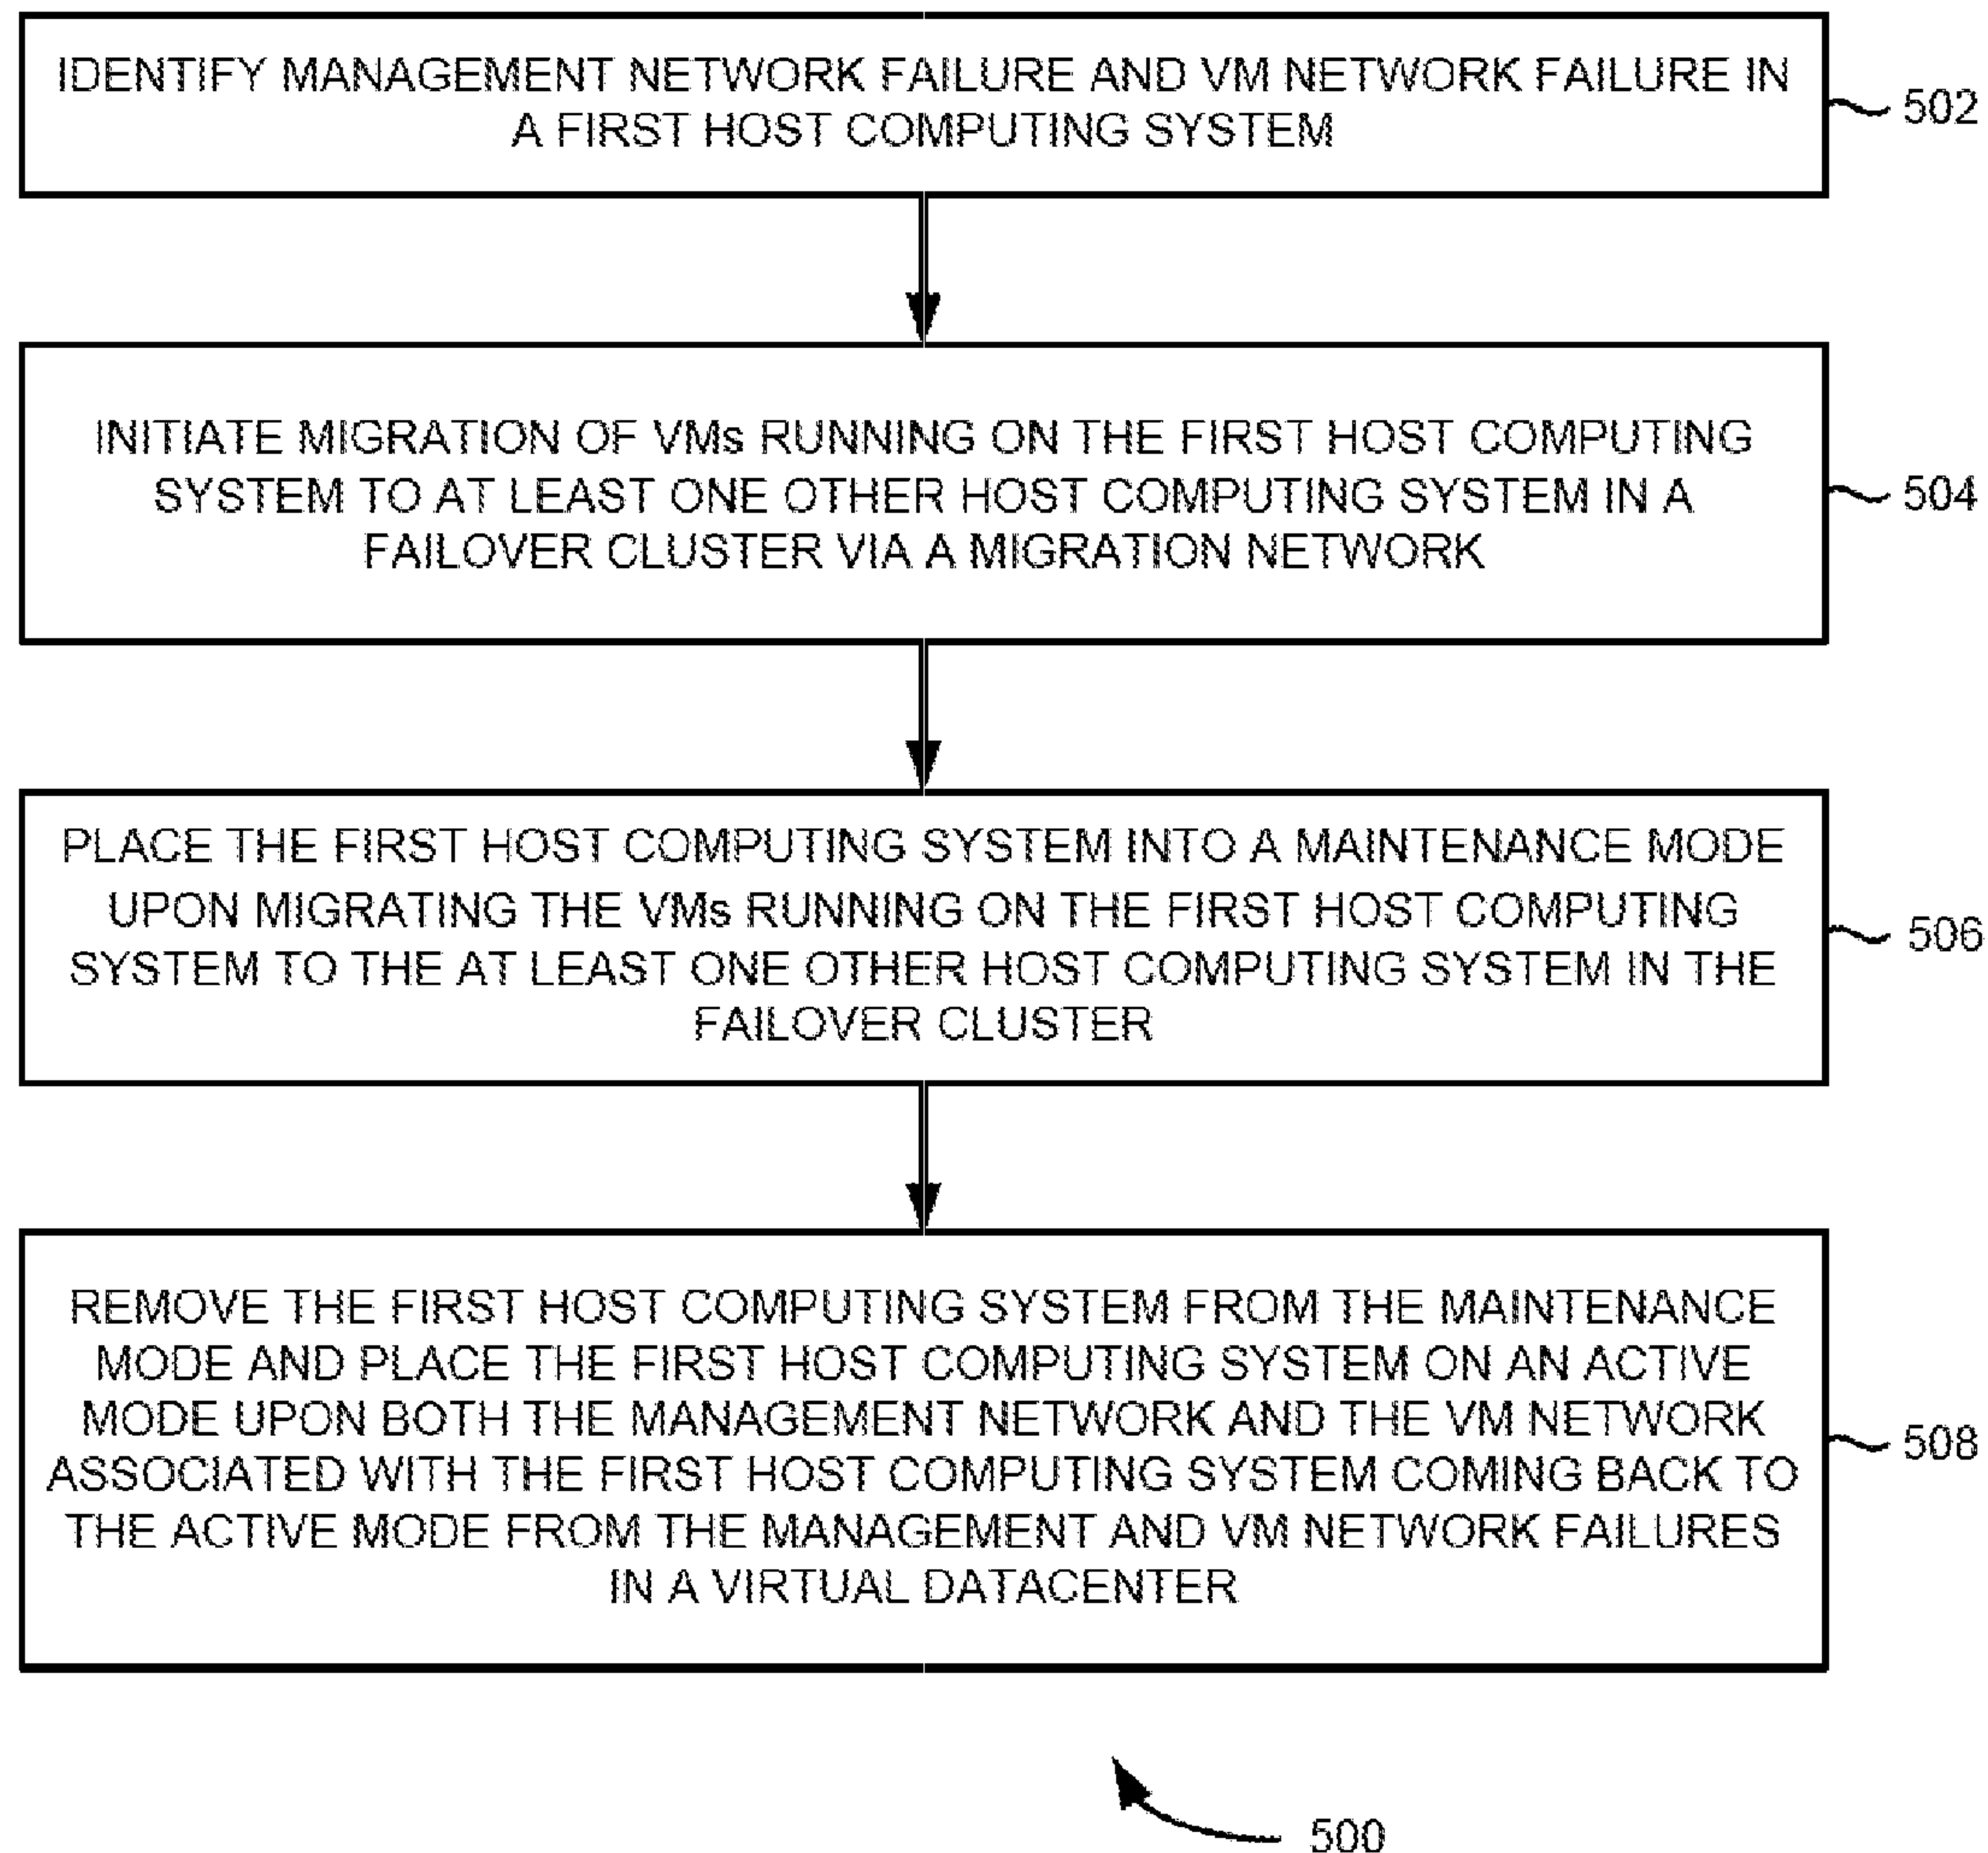 IDENTIFY MANAGEMENT NETWORK FAILURE AND VM NETWORK FAILURE IN
A FIRST HOST COMPUTING SYSTEM
502
INITIATE MIGRATION OF VMs RUNNING ON THE FIRST HOST COMPUTING
SYSTEM TO AT LEAST ONE OTHER HOST COMPUTING SYSTEM IN A
FAILOVER CLUSTER VIA A MIGRATION NETWORK
504
PLACE THE FIRST HOST COMPUTING SYSTEM INTO A MAINTENANCE MODE
UPON MIGRATING THE VMs RUNNING ON THE FIRST HOST COMPUTING
SYSTEM TO THE AT LEAST ONE OTHER HOST COMPUTING SYSTEM IN THE
FAILOVER CLUSTER
506
REMOVE THE FIRST HOST COMPUTING SYSTEM FROM THE MAINTENANCE
MODE AND PLACE THE FIRST HOST COMPUTING SYSTEM ON AN ACTIVE
MODE UPON BOTH THE MANAGEMENT NETWORK AND THE VM NETWORK
ASSOCIATED WITH THE FIRST HOST COMPUTING SYSTEM COMING BACK TO
THE ACTIVE MODE FROM THE MANAGEMENT AND VM NETWORK FAILURES
IN A VIRTUAL DATACENTER
508
500